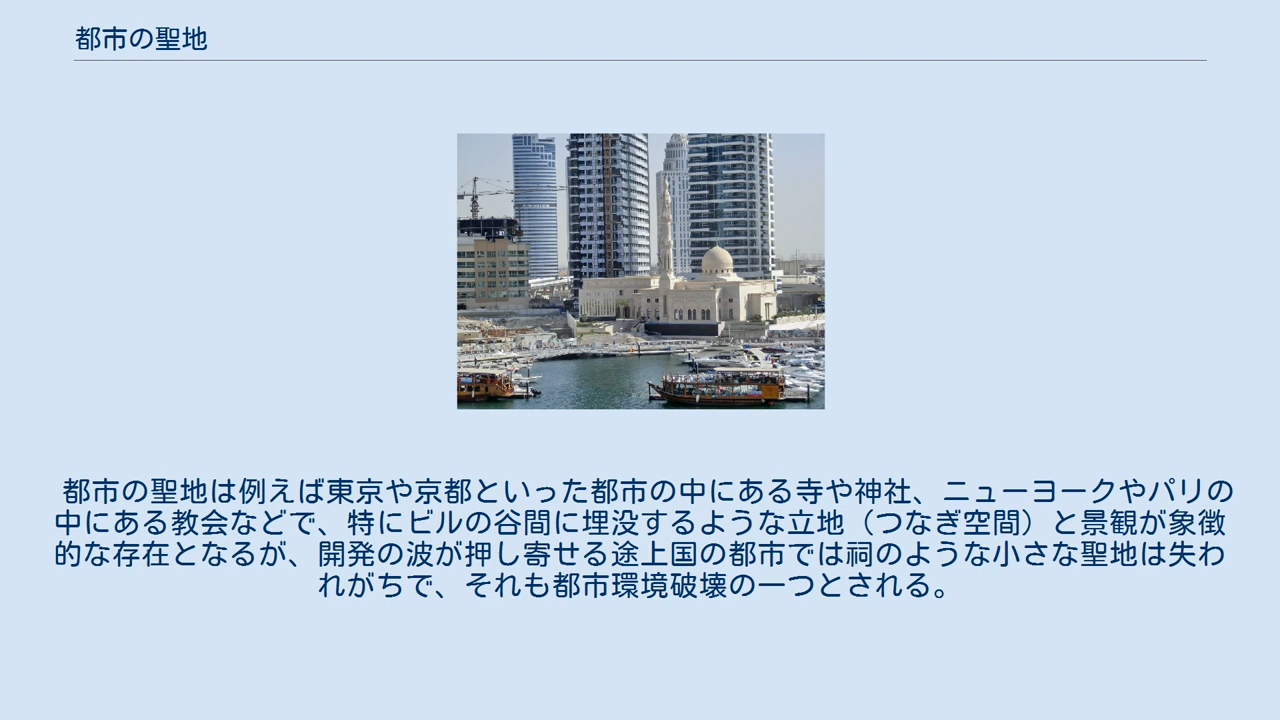 都市の聖地
都市の聖地は例えば東京や京都といった都市の中にある寺や神社、ニューヨークやパリの
中にある教会などで、特にビルの谷間に埋没するような立地（つなぎ空間）と景観が象徴
的な存在となるが、開発の波が押し寄せる途上国の都市では祠のような小さな聖地は失わ
れがちで、それも都市環境破壊の一つとされる。